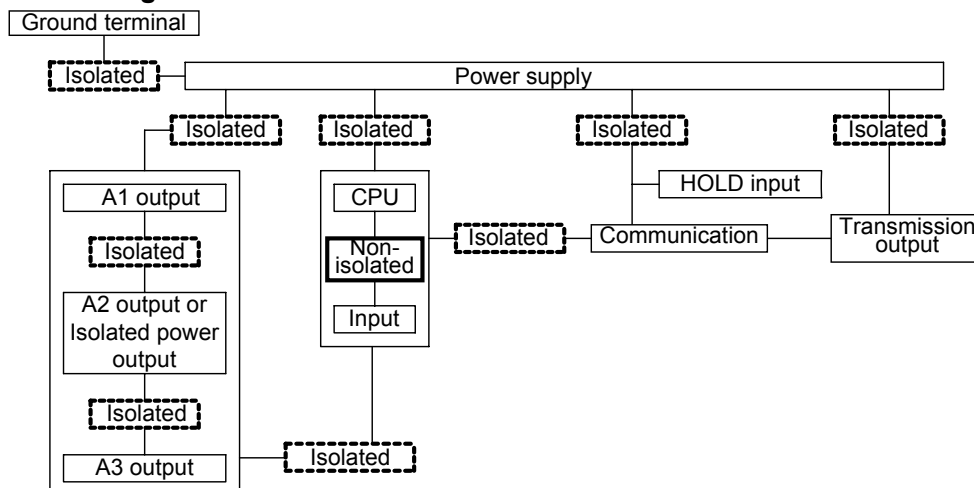 Ground terminal
Isolated
Power supply
Isolated
Isolated
Isolated
Isolated
A1 output
CPU
HOLD input
Isolated
Non-
isolated
Isolated
Communication
Transmission
output
A2 output or
Isolated power
output
Input
Isolated
Isolated
A3 output